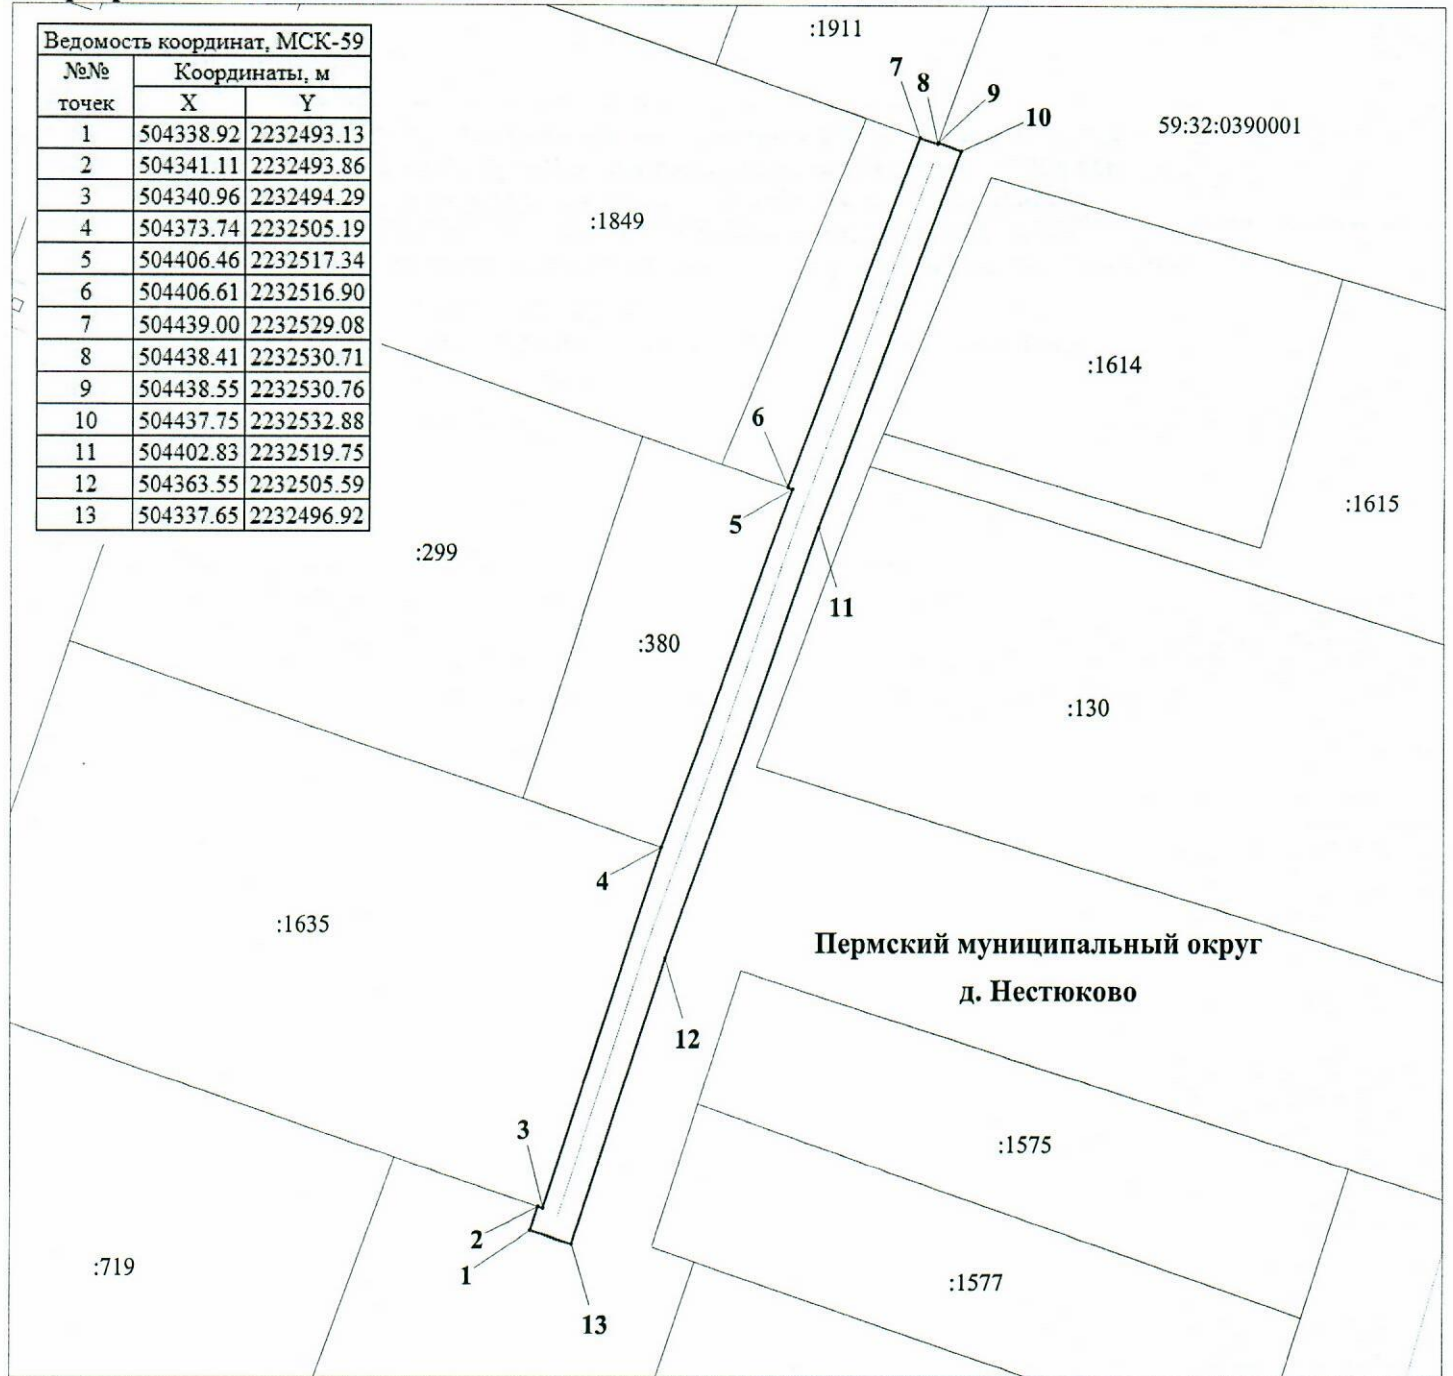 Ведомость координат, МСК-59
№№ точек Координаты, м
X Y
1 504338.92 2232493.13
2 504341.11 2232493.86
3 504340.96 2232494.29
4 504373.74 2232505.19
5 504406.46 2232517.34
6 504406.61 2232516.90
7 504439.00 2232529.08
8 504438.41 2232530.71
9 504438.55 2232530.76
10 504437.75 2232532.88
11 504402.83 2232519.75
12 504363.55 2232505.59
13 504337.65 2232496.92
:1911
7
8
9
10
59:32:0390001
:1849
:1614
6
:1615
5
:299
11
:380
:130
4
:1635
Пермский муниципальный округ
д. Нестюково
12
3
:1575
2
:719
1
:1577
13